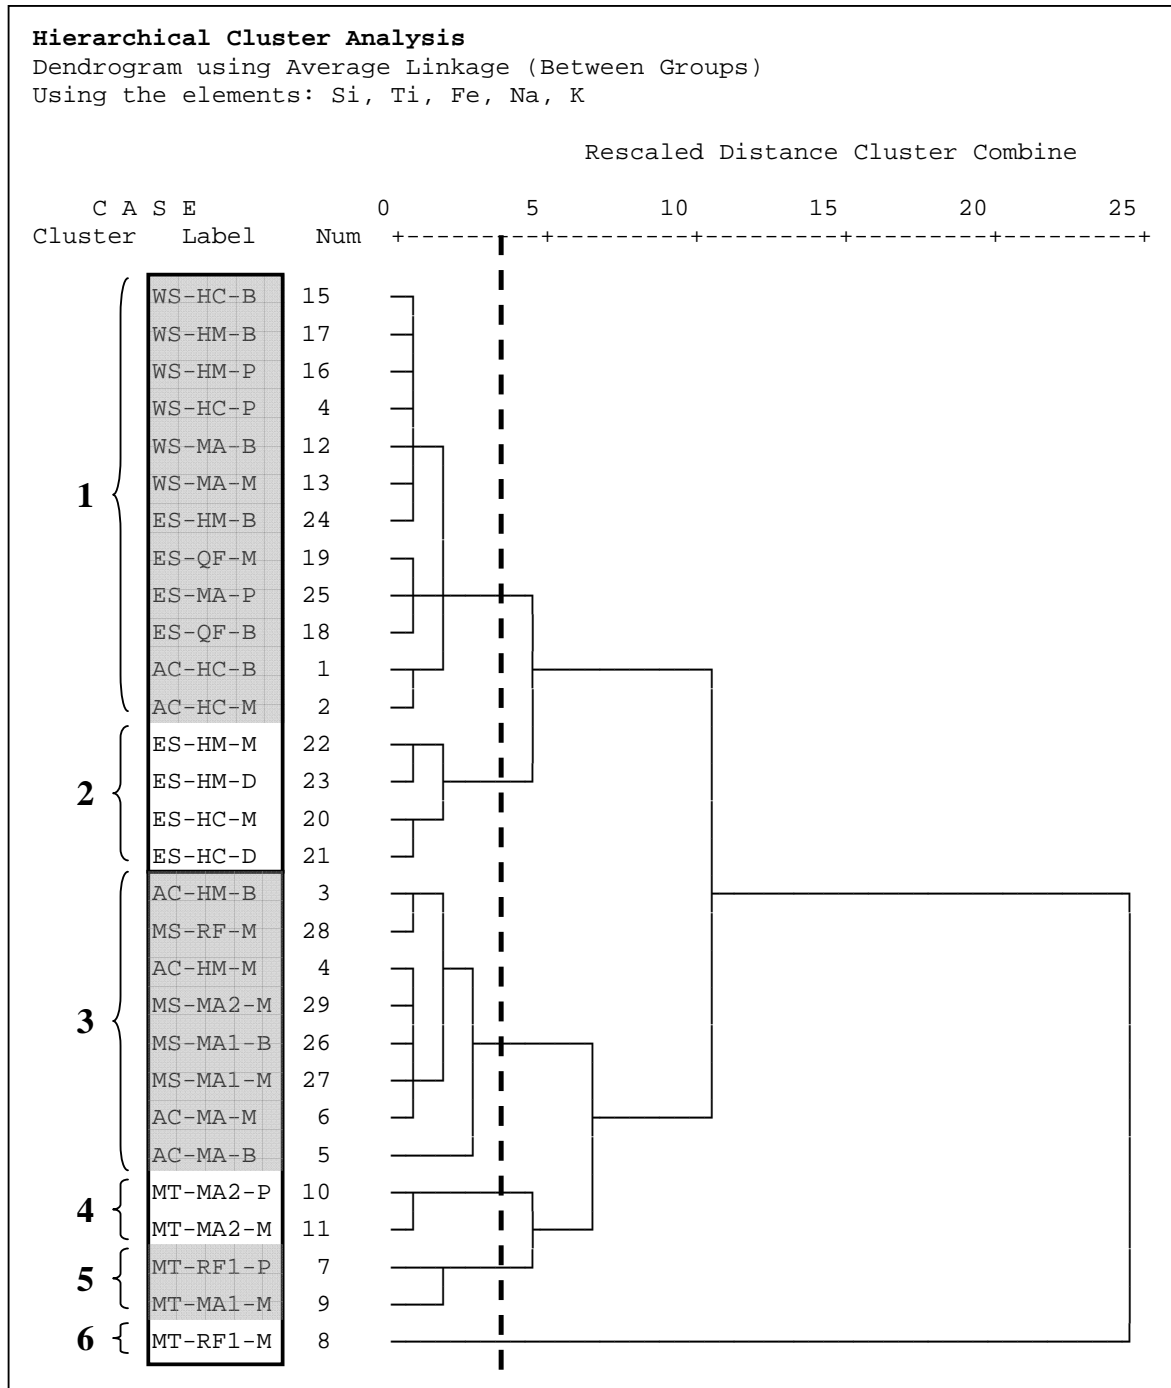 Hierarchical Cluster Analysis
Dendrogram using Average Linkage (Between Groups)
Using the elements: Si, Ti, Fe, Na, K
Rescaled Distance Cluster Combine
C A S E 0 5 10 15 20 25
Cluster Label Num +---------+---------+---------+---------+---------+
1
WS-HC-B 15
WS-HM-B 17
WS-HM-P 16
WS-HC-P 4
WS-MA-B 12
WS-MA-M 13
ES-HM-B 24
ES-QF-M 19
ES-MA-P 25
ES-QF-B 18
AC-HC-B 1
AC-HC-M 2
2
ES-HM-M 22
ES-HM-D 23
ES-HC-M 20
ES-HC-D 21
3
AC-HM-B 3
MS-RF-M 28
AC-HM-M 4
MS-MA2-M 29
MS-MA1-B 26
MS-MA1-M 27
AC-MA-M 6
AC-MA-B 5
4
MT-MA2-P 10
MT-MA2-M 11
5
MT-RF1-P 7
MT-MA1-M 9
6 MT-RF1-M 8